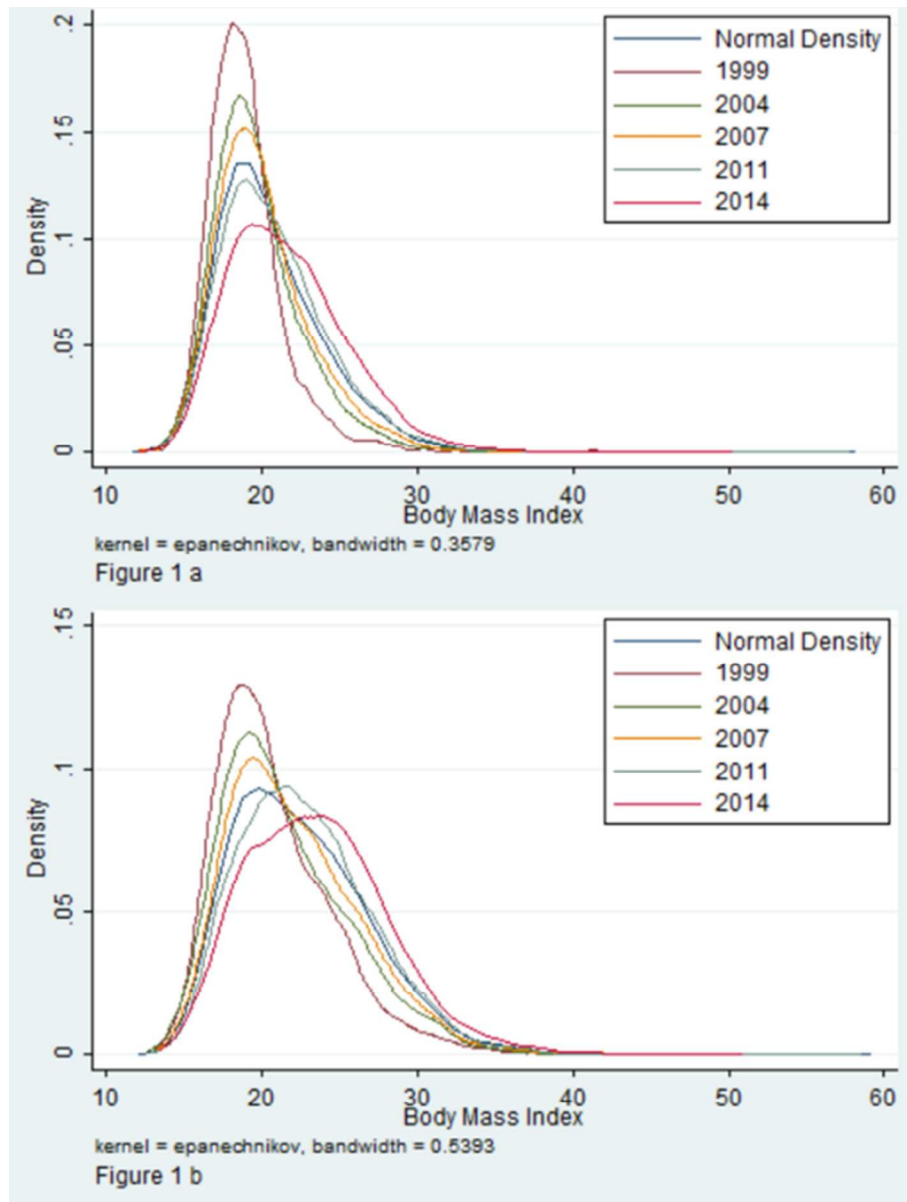 .2
.15
.1
.05
0
Density
Normal Density
1999
2004
2007
2011
2014
10 20 30 40 50 60
Body Mass Index
kernel = epanechnikov, bandwidth = 0.3579
Figure 1 a
.15
.1
.05
0
Density
Normal Density
1999
2004
2007
2011
2014
10 20 30 40 50 60
Body Mass Index
kernel = epanechnikov, bandwidth = 0.5393
Figure 1 b